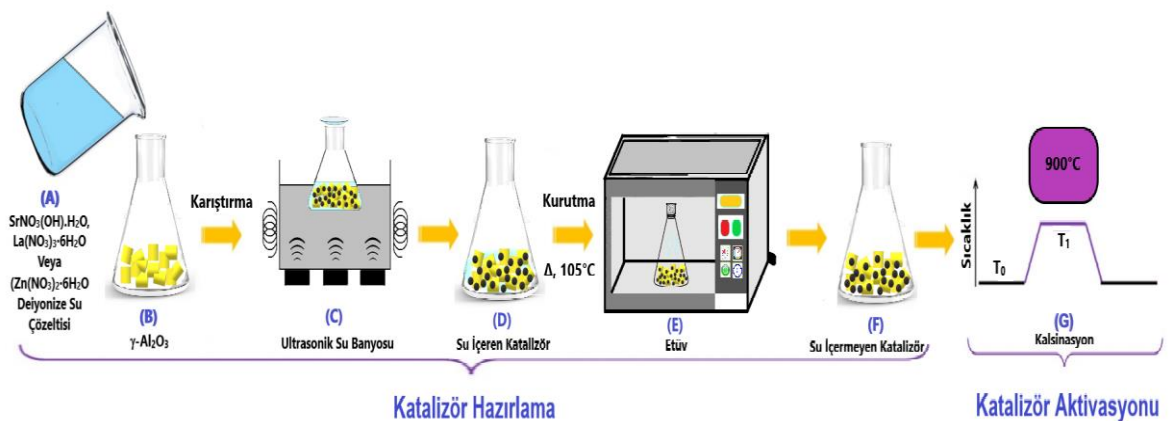 (A)
SrNO₃(OH).H₂O,
La(NO₃)₃·6H₂O
Veya
(Zn(NO₃)₂·6H₂O
Deiyonize Su
Çözeltisi
(B)
γ-Al₂O₃
Karıştırma
(C)
Ultrasonik Su Banyosu
(D)
Su İçeren Katalizör
Kurutma
Δ, 105°C
(E)
Etüv
(F)
Su İçermeyen Katalizör
900°C
Sıcaklık
T₀
T₁
(G)
Kalsinasyon
Katalizör Hazırlama
Katalizör Aktivasyonu